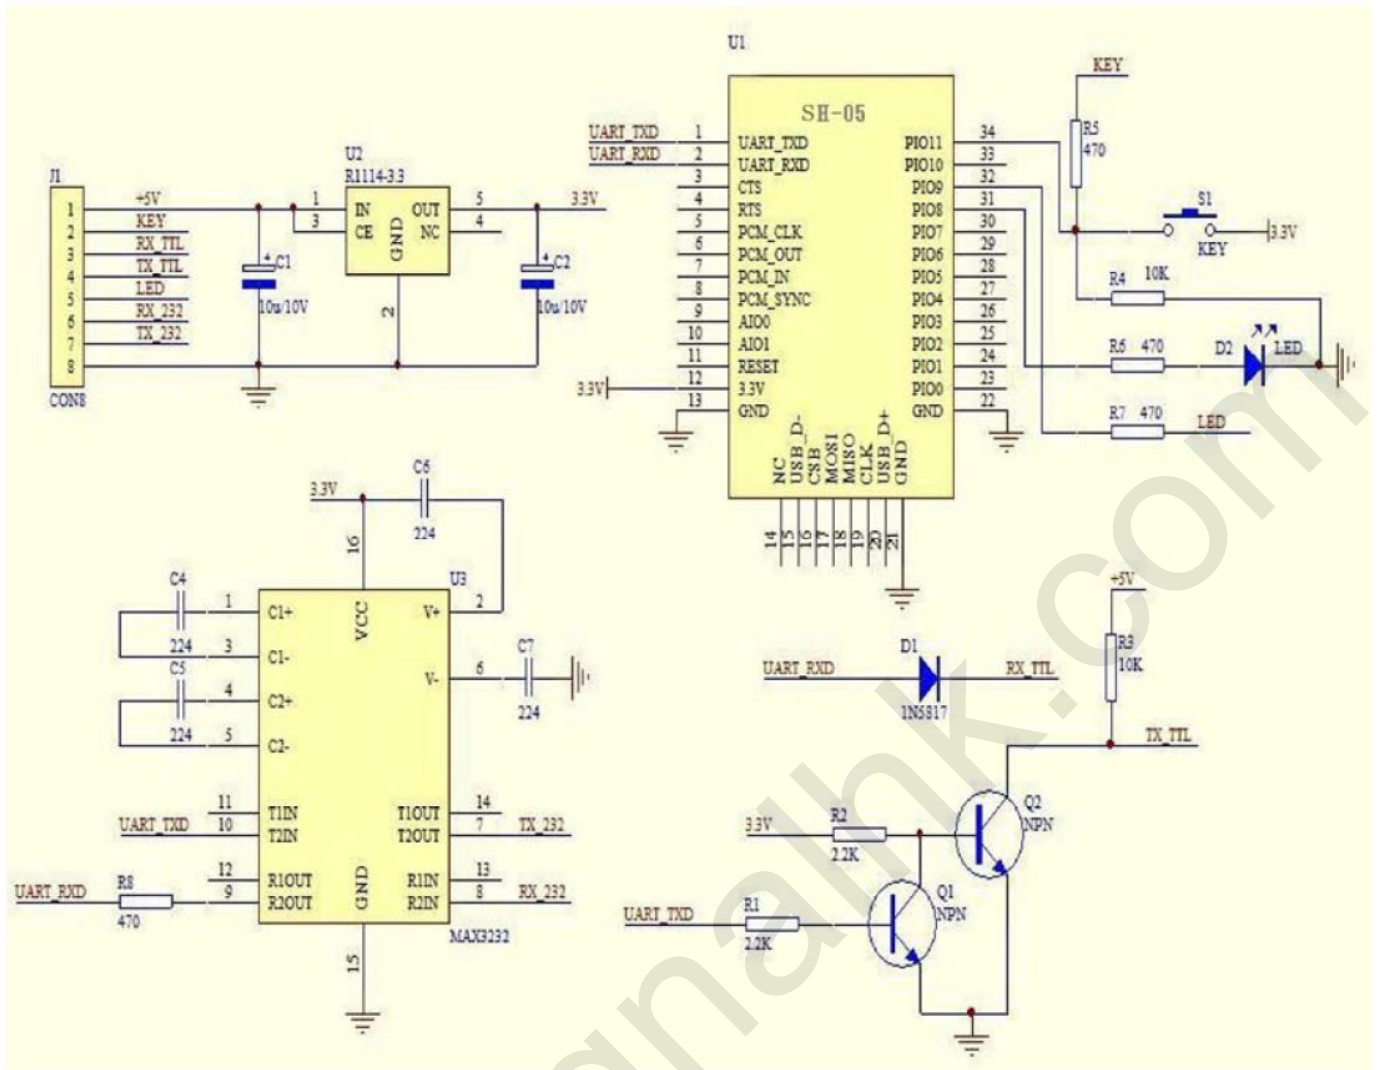 U1
SH-05
UART_TXD 1 UART_TXD PIO11 34
UART_RXD 2 UART_RXD PIO10 33
3 CTS PIO9 32
4 RTS PIO8 31
5 PCM_CLK PIO7 30
6 PCM_OUT PIO6 29
7 PCM_IN PIO5 28
8 PCM_SYNC PIO4 27
9 AIO0 PIO3 26
10 AIO1 PIO2 25
11 RESET PIO1 24
3.3V 12 3.3V PIO0 23
13 GND GND 22
NC USB_D- CSB MOSI MISO CLK USB_D+ GND
14 15 16 17 18 19 20 21
KEY
R5
470
S1
KEY
3.3V
R4 10K
R6 470 D2 LED
R7 470 LED
J1
1 +5V
2 KEY
3 RX_TTL
4 TX_TTL
5 LED
6 RX_232
7 TX_232
8
CON8
U2
R1114-3.3
1 IN OUT 5 3.3V
3 CE NC 4
GND
2
+ C1
10u/10V
+ C2
10u/10V
3.3V
C6
224
16
U3
C4
224
1 C1+ VCC V+ 2
3 C1-
C5
224
4 C2+ V- 6
5 C2-
C7
224
11 T1IN T1OUT 14
UART_TXD 10 T2IN T2OUT 7 TX_232
12 R1OUT R1IN 13
UART_RXD R8 9 R2OUT R2IN 8 RX_232
470
GND
MAX3232
15
+5V
R3
10K
UART_RXD D1 RX_TTL
1N5817
TX_TTL
Q2
NPN
3.3V R2
2.2K
Q1
NPN
UART_TXD R1
2.2K
analhk.com